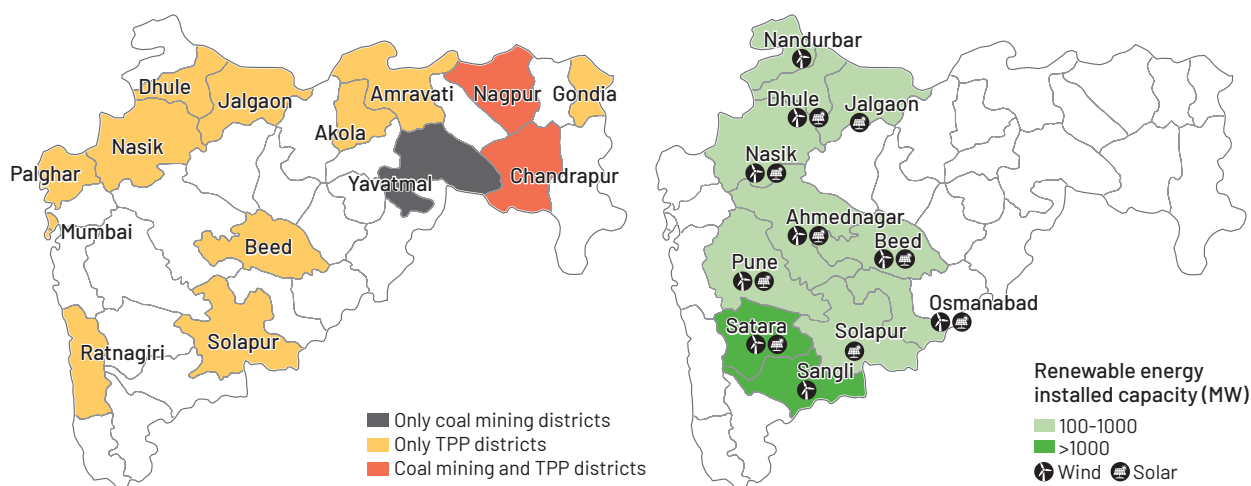 Dhule
Jalgaon
Amravati
Nagpur
Gondia
Akola
Nasik
Palghar
Yavatmal
Chandrapur
Mumbai
Beed
Ratnagiri
Solapur
Only coal mining districts
Only TPP districts
Coal mining and TPP districts
Nandurbar
Dhule
Jalgaon
Nasik
Ahmednagar
Beed
Pune
Osmanabad
Satara
Solapur
Sangli
Renewable energy
installed capacity (MW)
100-1000
>1000
Wind Solar